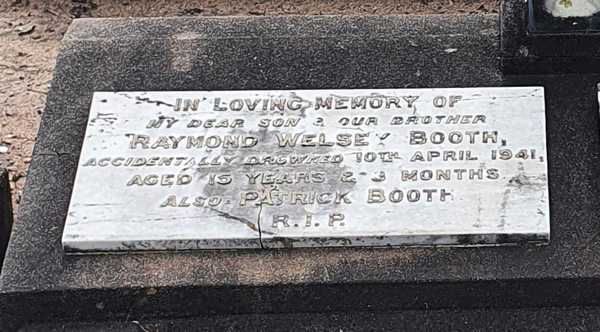 IN LOVING MEMORY OF
MY DEAR SON & OUR BROTHER
RAYMOND WELSEY BOOTH,
ACCIDENTALLY DROWNED 10TH APRIL 1941,
AGED 15 YEARS & 3 MONTHS
ALSO PATRICK BOOTH
R.I.P.